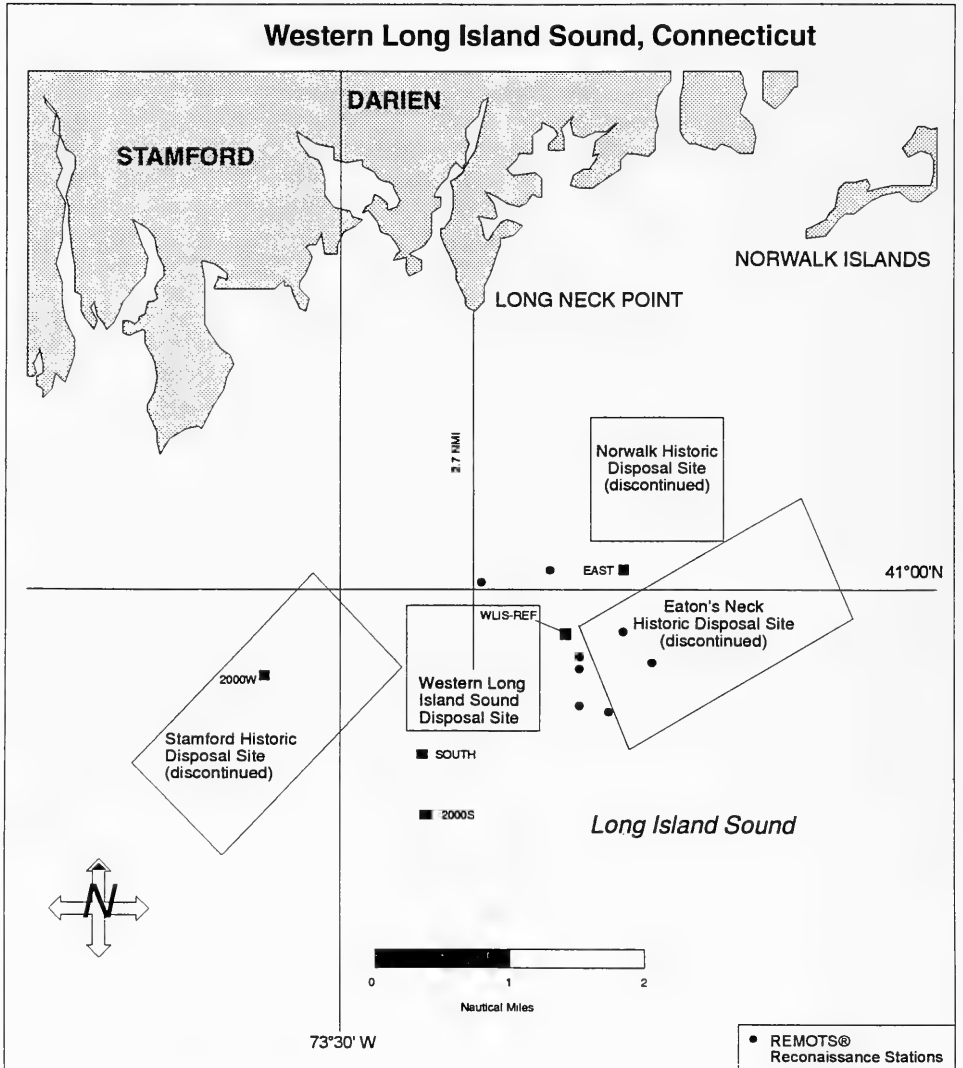 Western Long Island Sound, Connecticut
DARIEN
STAMFORD
NORWALK ISLANDS
LONG NECK POINT
2.7 NMI
Norwalk Historic
Disposal Site
(discontinued)
EAST
41°00'N
WLIS-REF
Eaton's Neck
Historic Disposal Site
(discontinued)
2000W
Western Long
Island Sound
Disposal Site
Stamford Historic
Disposal Site
(discontinued)
SOUTH
2000S
Long Island Sound
N
0 1 2
Nautical Miles
73°30' W
REMOTS®
Reconaissance Stations